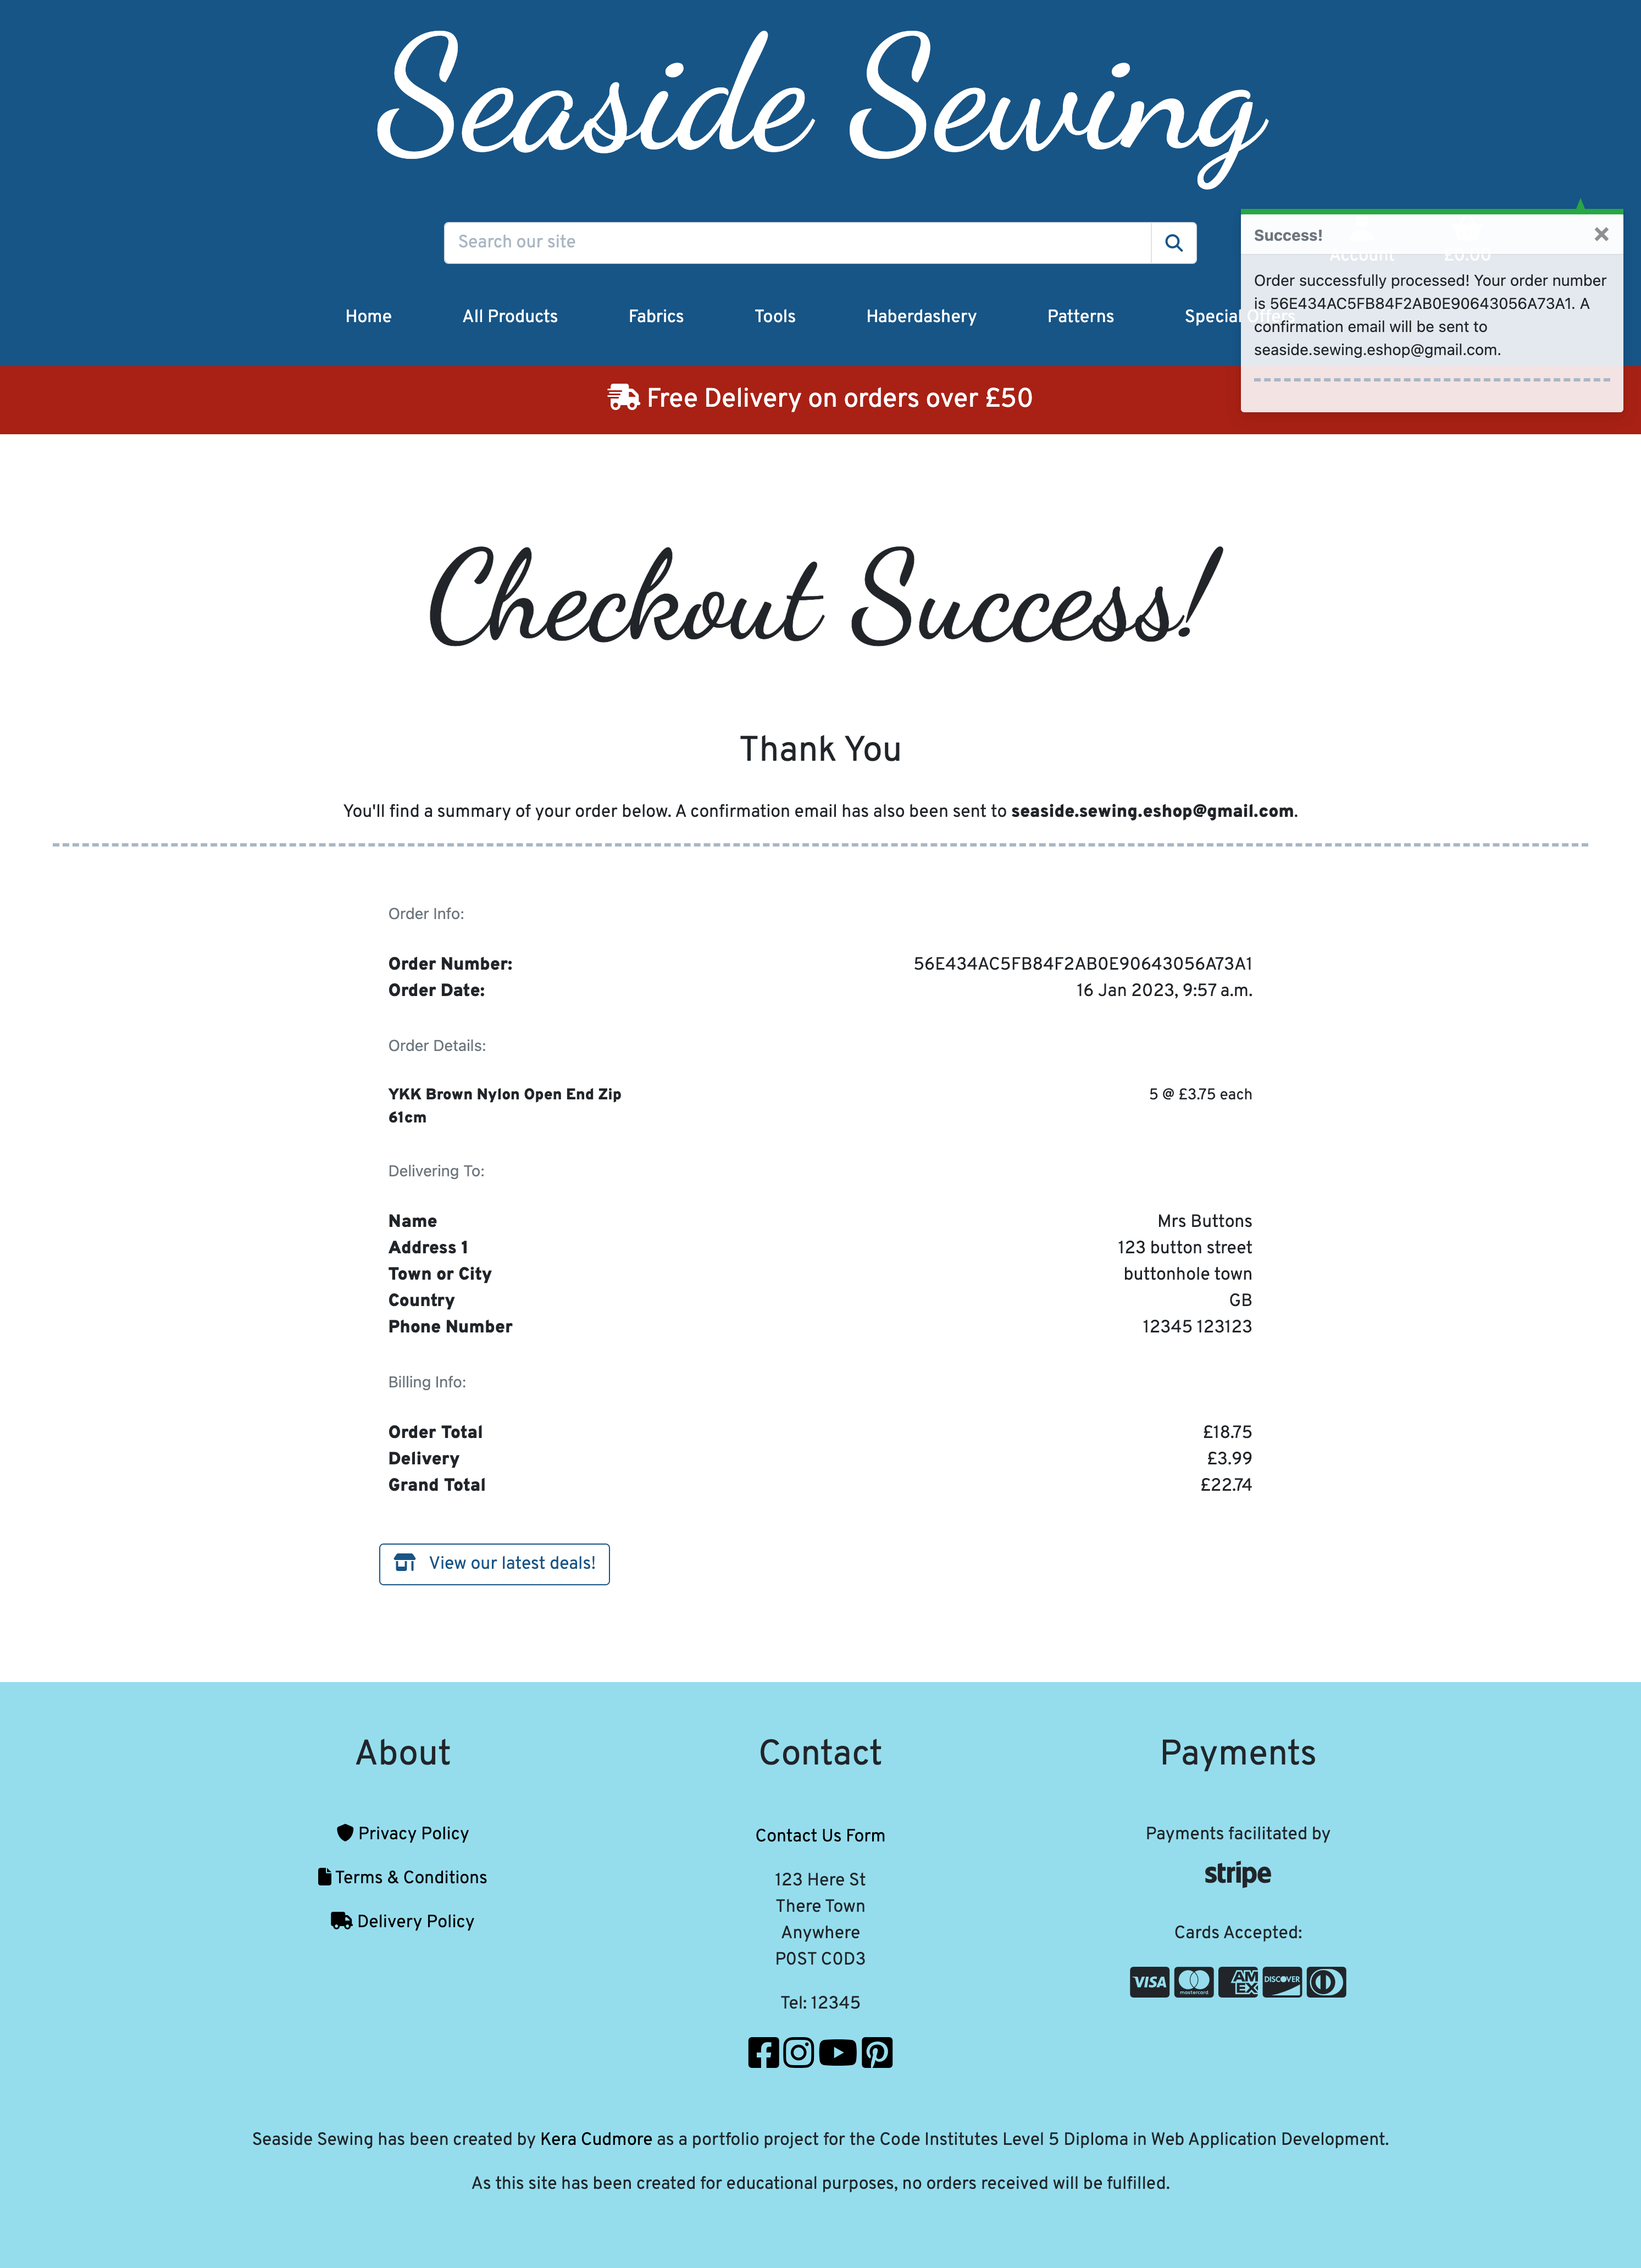 Seaside Sewing
Search our site
Success!
Account
£0.00
Order successfully processed! Your order number
is 56E434AC5FB84F2AB0E90643056A73A1. A
confirmation email will be sent to
seaside.sewing.eshop@gmail.com.
Home
All Products
Fabrics
Tools
Haberdashery
Patterns
Special Offers
Free Delivery on orders over £50
Checkout Success!
Thank You
You'll find a summary of your order below. A confirmation email has also been sent to seaside.sewing.eshop@gmail.com.
Order Info:
Order Number: 56E434AC5FB84F2AB0E90643056A73A1
Order Date: 16 Jan 2023, 9:57 a.m.
Order Details:
YKK Brown Nylon Open End Zip 5 @ £3.75 each
61cm
Delivering To:
Name Mrs Buttons
Address 1 123 button street
Town or City buttonhole town
Country GB
Phone Number 12345 123123
Billing Info:
Order Total £18.75
Delivery £3.99
Grand Total £22.74
View our latest deals!
About
Privacy Policy
Terms & Conditions
Delivery Policy
Contact
Contact Us Form
123 Here St
There Town
Anywhere
P0ST C0D3
Tel: 12345
Payments
Payments facilitated by
stripe
Cards Accepted:
VISA
mastercard
AM
EX
DISCOVER
Seaside Sewing has been created by Kera Cudmore as a portfolio project for the Code Institutes Level 5 Diploma in Web Application Development.
As this site has been created for educational purposes, no orders received will be fulfilled.